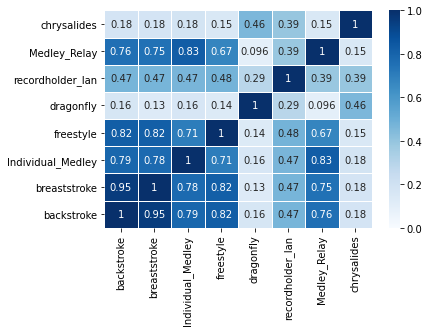 chrysalides 0.18 0.18 0.18 0.15 0.46 0.39 0.15 1
Medley_Relay 0.76 0.75 0.83 0.67 0.096 0.39 1 0.15
recordholder_lan 0.47 0.47 0.47 0.48 0.29 1 0.39 0.39
dragonfly 0.16 0.13 0.16 0.14 1 0.29 0.096 0.46
freestyle 0.82 0.82 0.71 1 0.14 0.48 0.67 0.15
Individual_Medley 0.79 0.78 1 0.71 0.16 0.47 0.83 0.18
breaststroke 0.95 1 0.78 0.82 0.13 0.47 0.75 0.18
backstroke 1 0.95 0.79 0.82 0.16 0.47 0.76 0.18
backstroke
breaststroke
Individual_Medley
freestyle
dragonfly
recordholder_lan
Medley_Relay
chrysalides
1.0
0.8
0.6
0.4
0.2
0.0